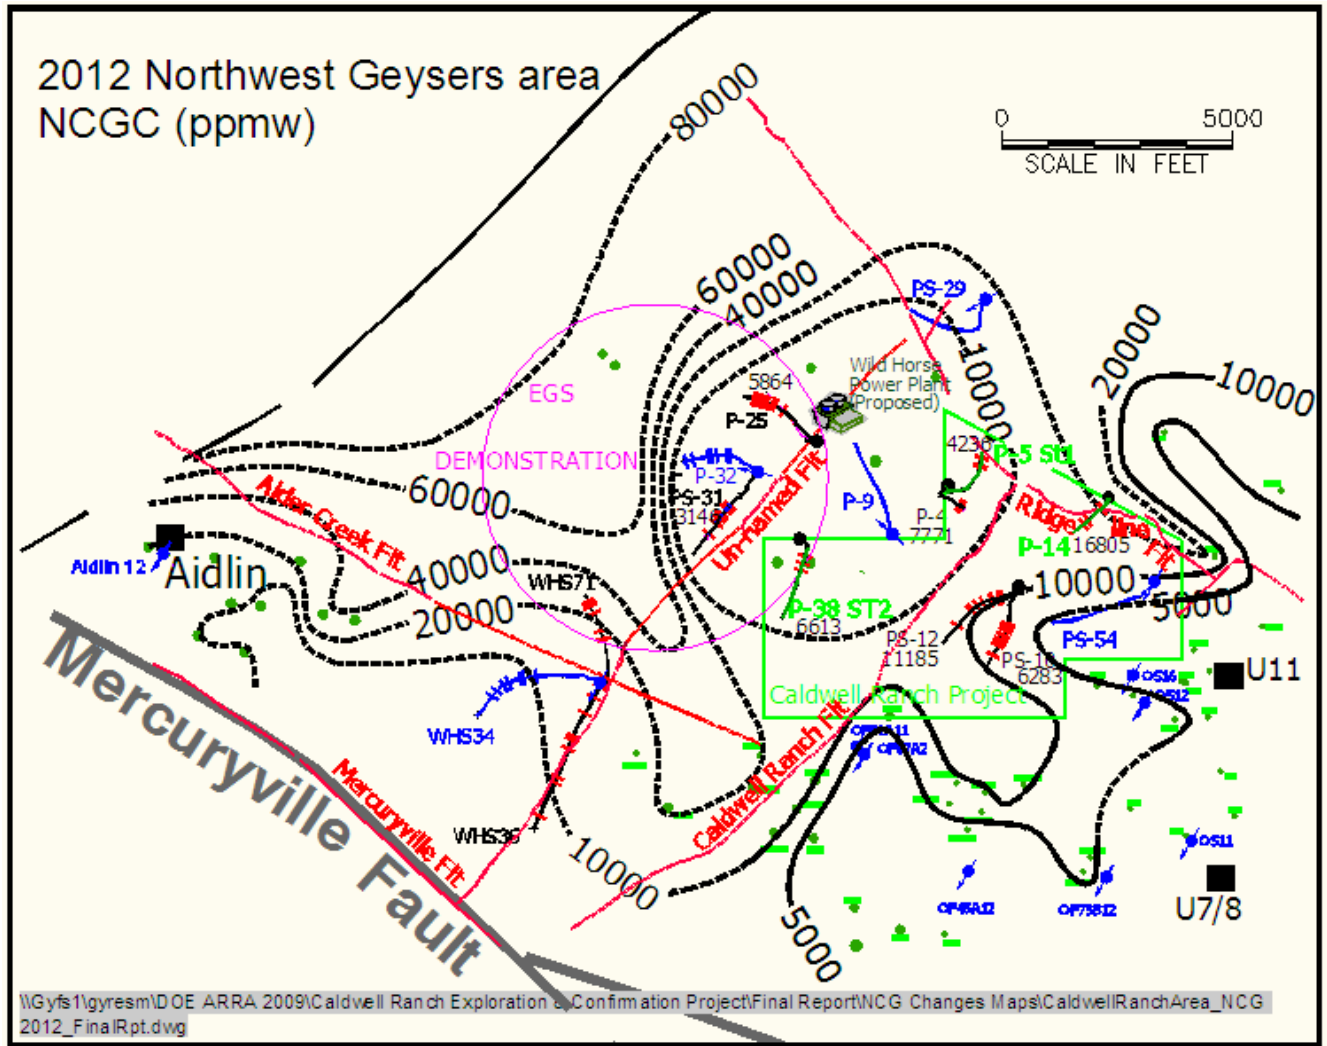 2012 Northwest Geysers area
NCGC (ppmw)
80000
0 5000
SCALE IN FEET
60000
40000
PS-29
20000
10000
10000
Wild Horse
Power Plant
(Proposed)
5864
EGS
P-25
DEMONSTRATION
4236
P-5 St1
P-32
PS-31
3146
P-9
P-4
7771
Un-named Flt
60000
Alder Creek Flt
Ridge line Flt
P-14
16805
Aidlin 12
Aidlin
40000
WHS71
10000
5000
20000
P-38 ST2
6613
PS-12
11185
PS-54
PS-10
6283
U11
OS16
OS12
Caldwell Ranch Project
WHS34
Mercuryville Fault
Mercuryville Flt
Caldwell Ranch Flt
WHS36
10000
OS11
OF45A12
U7/8
5000
\\Gyfs1\gyresm\DOE ARRA 2009\Caldwell Ranch Exploration & Confirmation Project\Final Report\NCG Changes Maps\CaldwellRanchArea_NCG
2012_FinalRpt.dwg